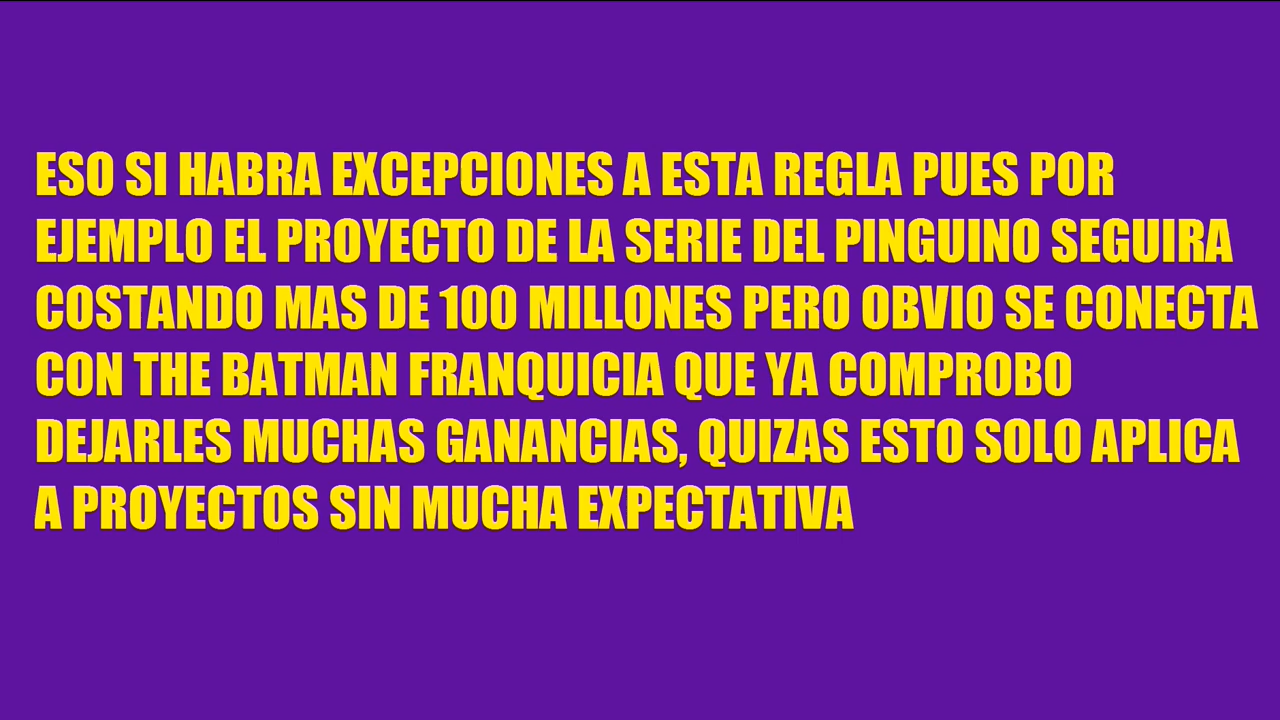 ESO SI HABRA EXCEPCIONES A ESTA REGLA PUES POR
EJEMPLO EL PROYECTO DE LA SERIE DEL PINGUINO SEGUIRA
COSTANDO MAS DE 100 MILLONES PERO OBVIO SE CONECTA
CON THE BATMAN FRANQUICIA QUE YA COMPROBO
DEJARLES MUCHAS GANANCIAS, QUIZAS ESTO SOLO APLICA
A PROYECTOS SIN MUCHA EXPECTATIVA